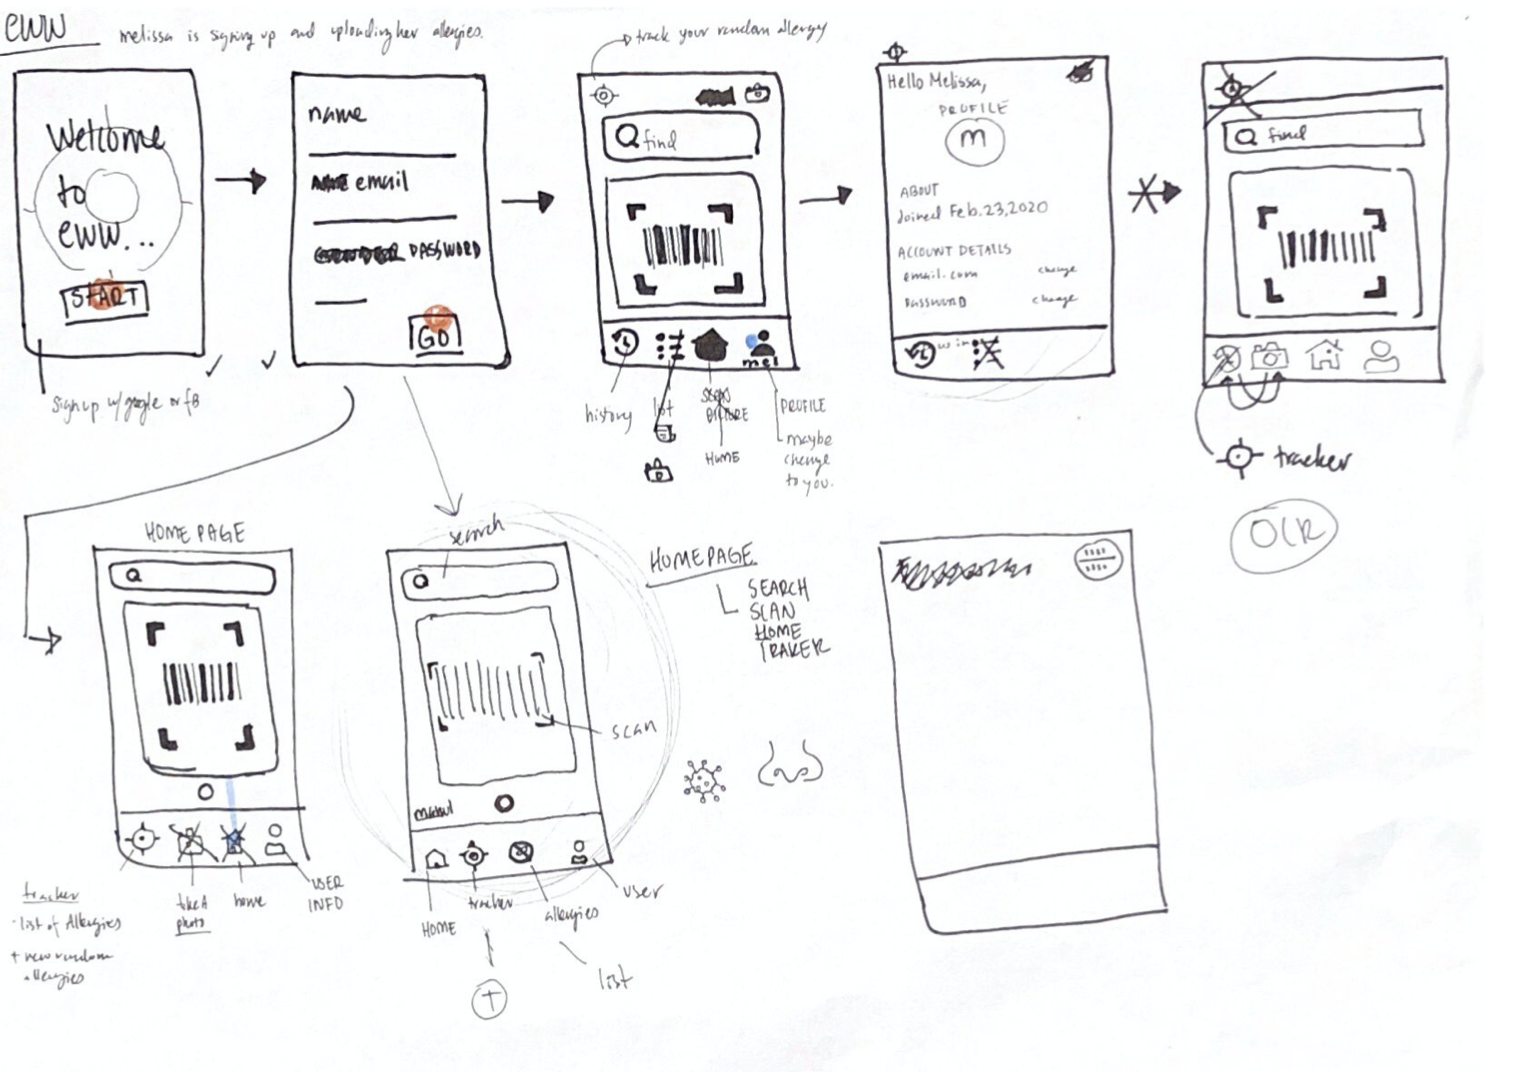 eww
melissa is signing up and uploading her allergies.
track your random allergy
Welcome
to
eww...
START
sign up w/ google or fB
name
email
PASSWORD
GO
find
me!
history
list
PICTURE
HOME
PROFILE
maybe
change
to you.
Hello Melissa,
PROFILE
M
ABOUT
Joined Feb. 23, 2020
ACCOUNT DETAILS
email.com change
PASSWORD change
find
tracker
OCR
HOME PAGE
tracker
- list of Allergies
+ new random
allergies
take A
photo
home
USER
INFO
search
scan
HOME
tracker
allergies
user
list
+
HOMEPAGE
SEARCH
SCAN
HOME
TRAKER